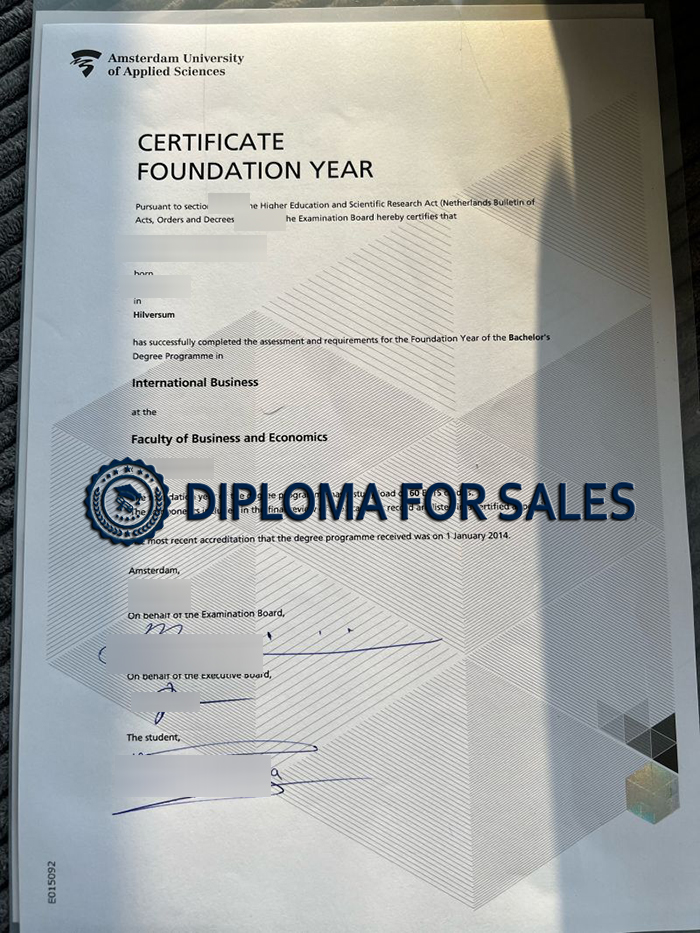 Amsterdam University
of Applied Sciences
CERTIFICATE
FOUNDATION YEAR
Pursuant to sectio he Higher Education and Scientific Research Act (Netherlands Bulletin of
Acts, Orders and Decrees he Examination Board hereby certifies that
born
in
Hilversum
has successfully completed the assessment and requirements for the Foundation Year of the Bachelor's
Degree Programme in
International Business
at the
Faculty of Business and Economics
60
DIPLOMA FOR SALES
most recent accreditation that the degree programme received was on 1 January 2014.
Amsterdam,
On behalf of the Examination Board,
On behalf of the Executive Board,
The student,
E015092